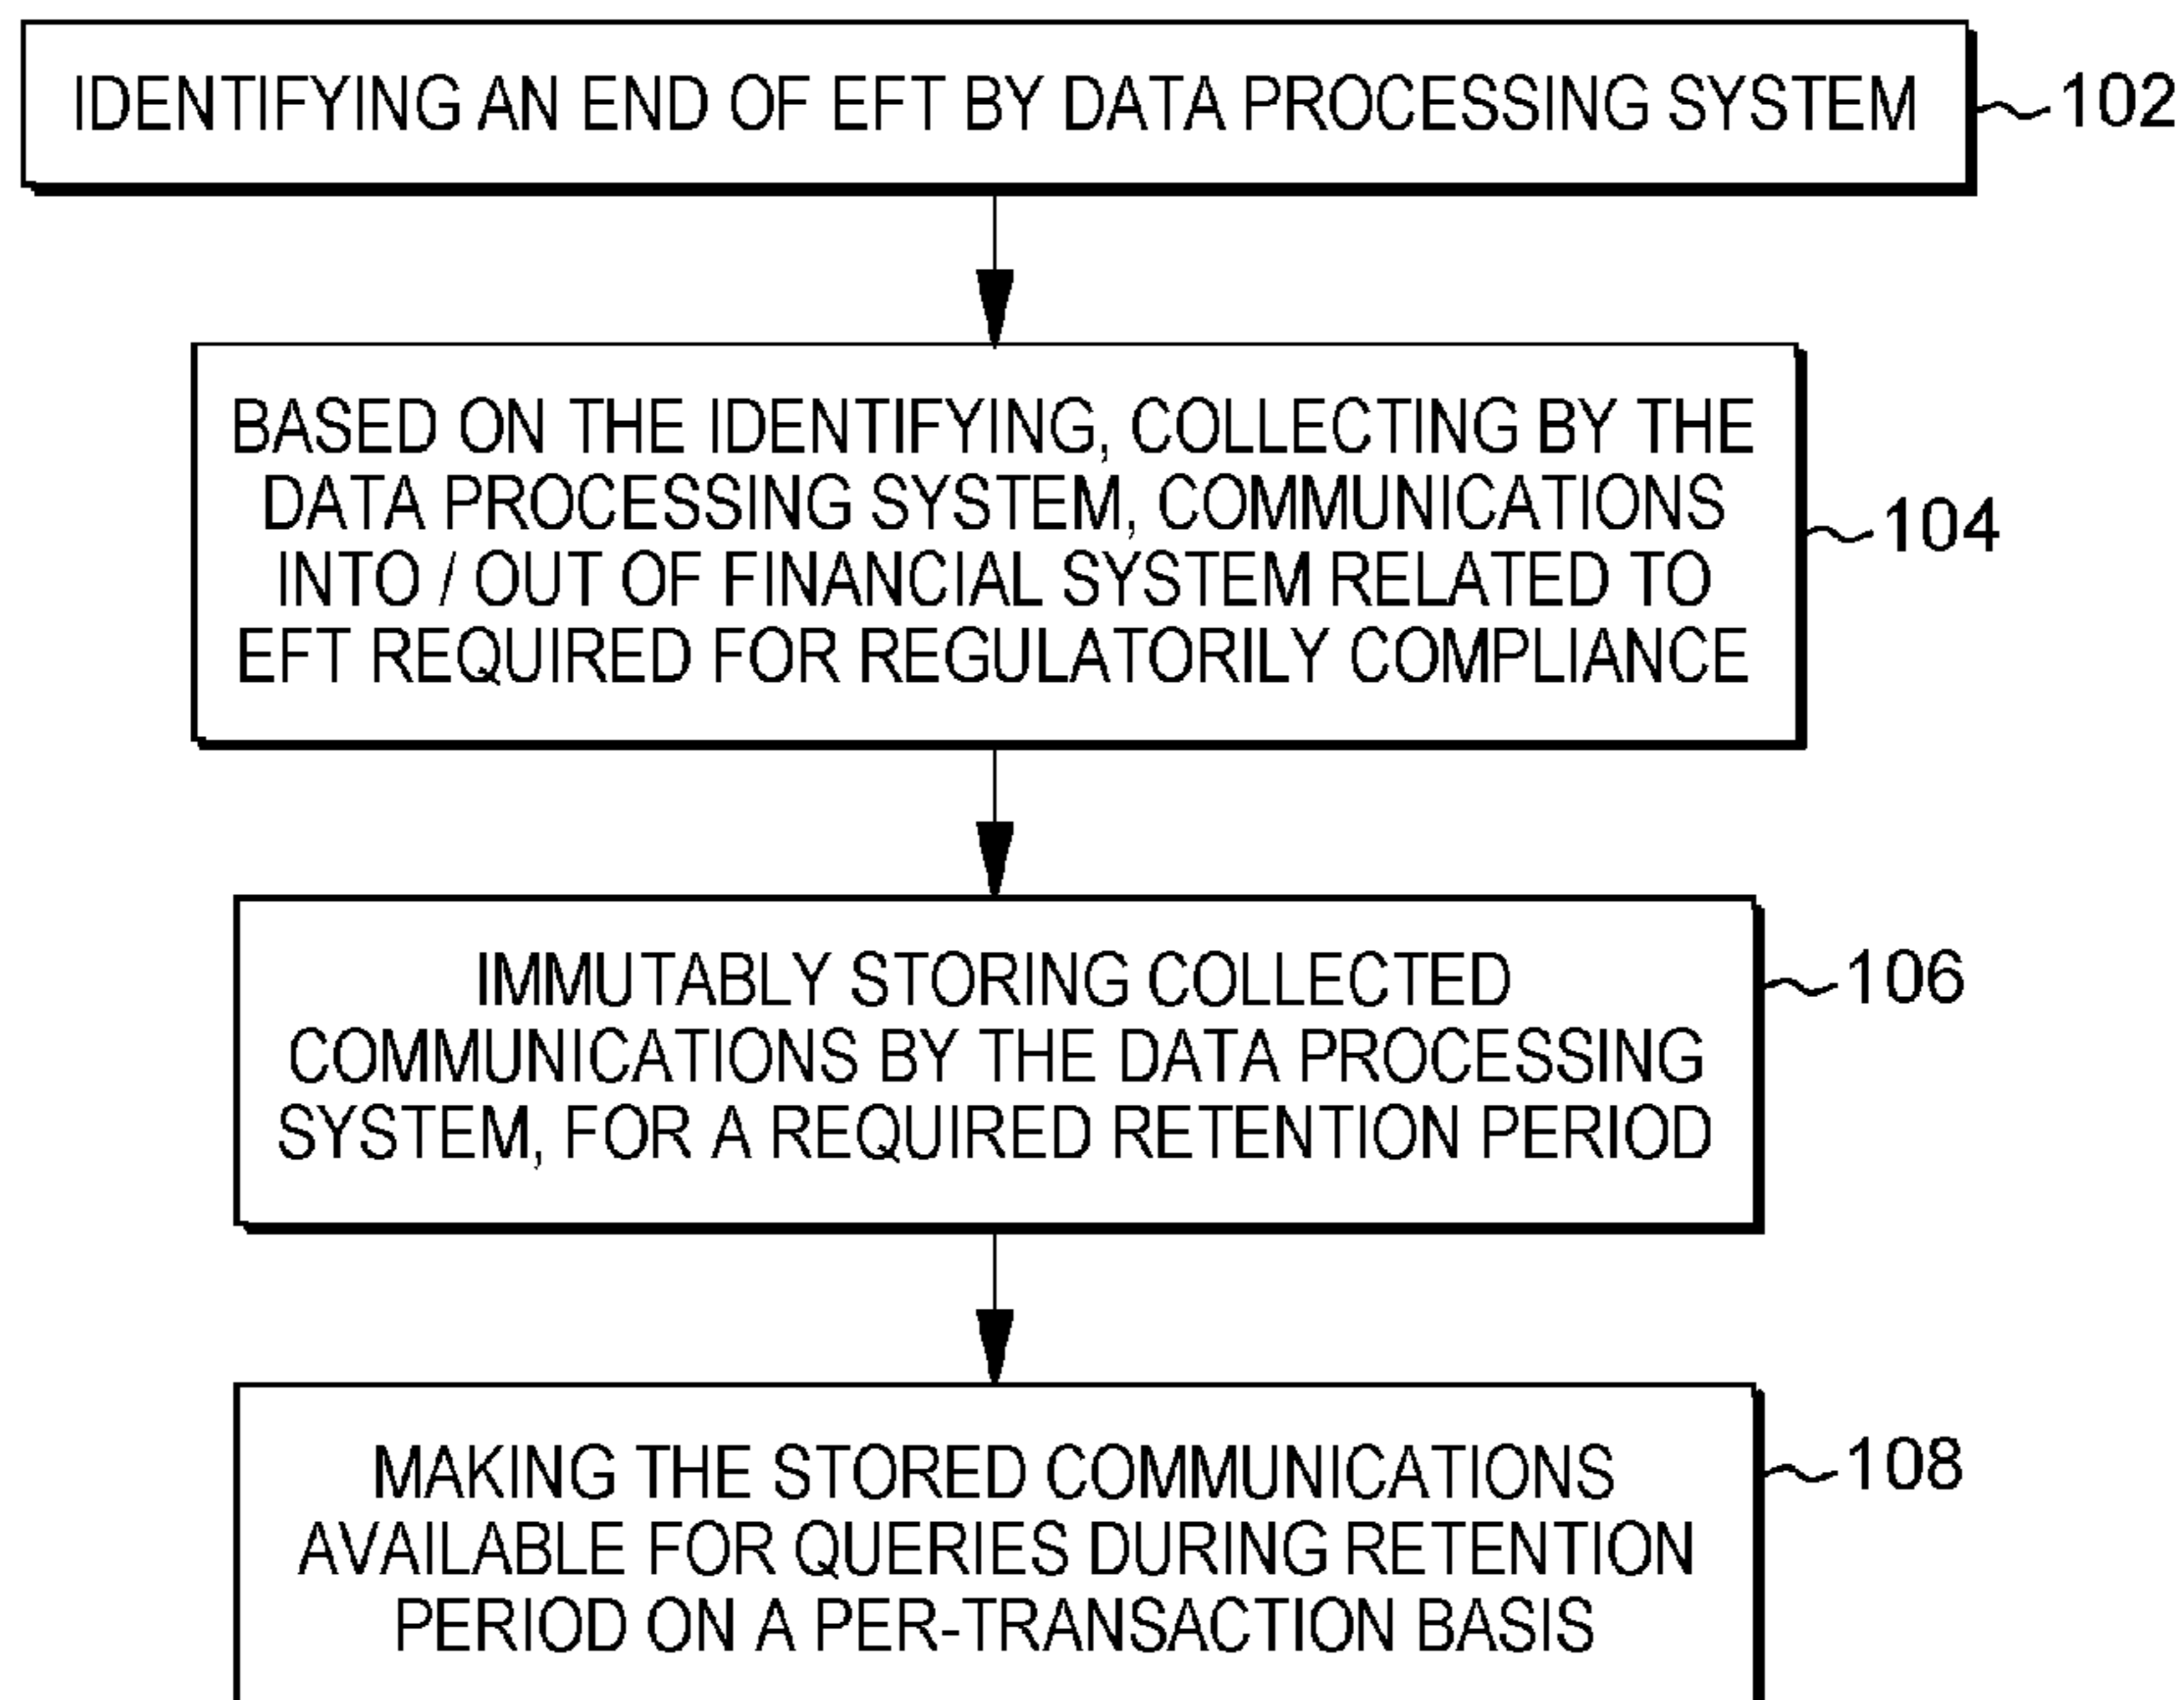 IDENTIFYING AN END OF EFT BY DATA PROCESSING SYSTEM
102
BASED ON THE IDENTIFYING, COLLECTING BY THE
DATA PROCESSING SYSTEM, COMMUNICATIONS
INTO / OUT OF FINANCIAL SYSTEM RELATED TO
EFT REQUIRED FOR REGULATORILY COMPLIANCE
104
IMMUTABLY STORING COLLECTED
COMMUNICATIONS BY THE DATA PROCESSING
SYSTEM, FOR A REQUIRED RETENTION PERIOD
106
MAKING THE STORED COMMUNICATIONS
AVAILABLE FOR QUERIES DURING RETENTION
PERIOD ON A PER-TRANSACTION BASIS
108